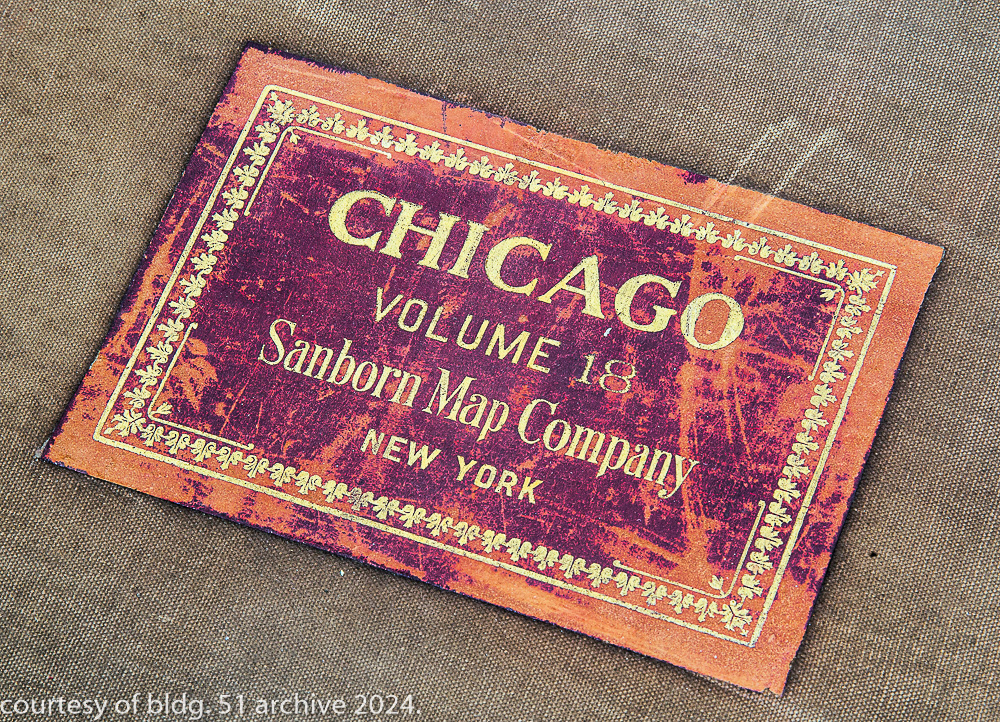 CHICAGO
VOLUME 18
Sanborn Map Company
NEW YORK
courtesy of bldg. 51 archive 2024.